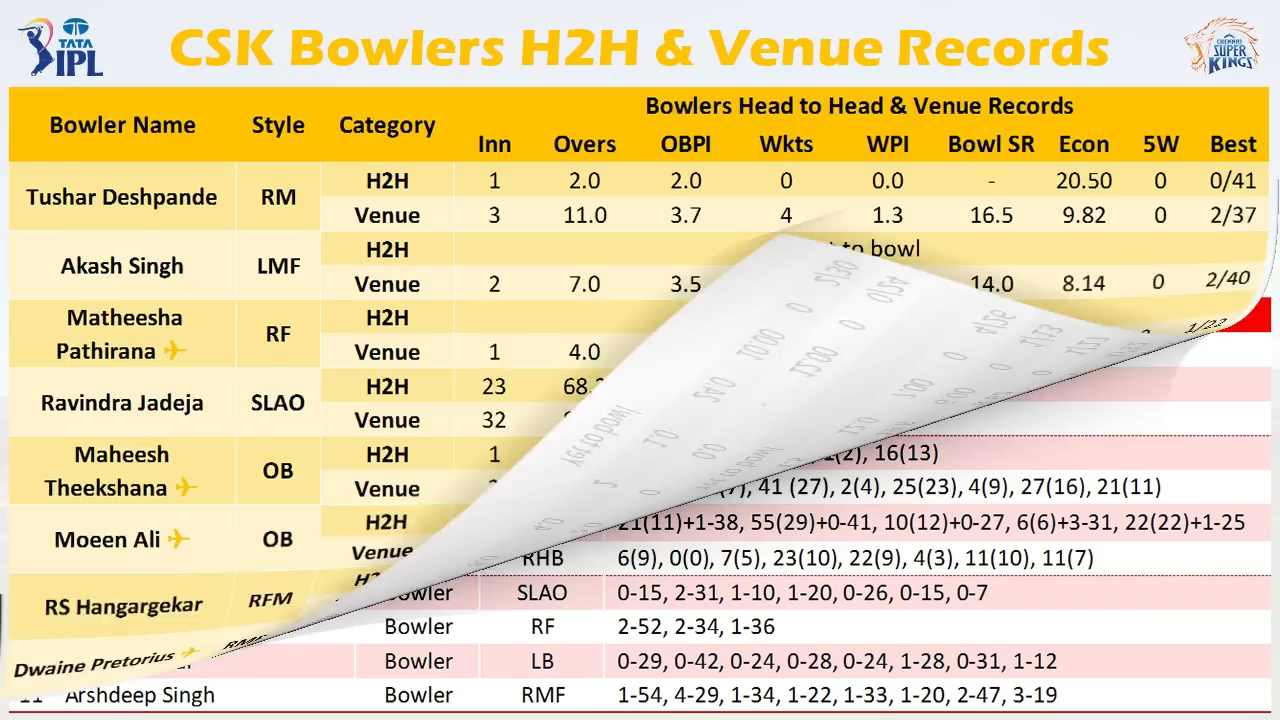 TATA
IPL
CSK Bowlers H2H & Venue Records
CHENNAI
SUPER
KINGS
Bowler Name Style Category Bowlers Head to Head & Venue Records
Inn Overs OBPI Wkts WPI Bowl SR Econ 5W Best
Tushar Deshpande RM H2H 1 2.0 2.0 0 0.0 - 20.50 0 0/41
Venue 3 11.0 3.7 4 1.3 16.5 9.82 0 2/37
Akash Singh LMF H2H to bowl
Venue 2 7.0 3.5 14.0 8.14 0 2/40
Matheesha Pathirana RF H2H 1/22
Venue 1 4.0
Ravindra Jadeja SLAO H2H 23
Venue 32
Maheesh Theekshana OB H2H 1 16(13)
Venue 41 (27), 2(4), 25(23), 4(9), 27(16), 21(11)
Moeen Ali OB H2H 21(11)+1-38, 55(29)+0-41, 10(12)+0-27, 6(6)+3-31, 22(22)+1-25
Venue RHB 6(9), 0(0), 7(5), 23(10), 22(9), 4(3), 11(10), 11(7)
RS Hangargekar RFM Bowler SLAO 0-15, 2-31, 1-10, 1-20, 0-26, 0-15, 0-7
Bowler RF 2-52, 2-34, 1-36
Dwaine Pretorius RMF Bowler LB 0-29, 0-42, 0-24, 0-28, 0-24, 1-28, 0-31, 1-12
11 Arshdeep Singh Bowler RMF 1-54, 4-29, 1-34, 1-22, 1-33, 1-20, 2-47, 3-19